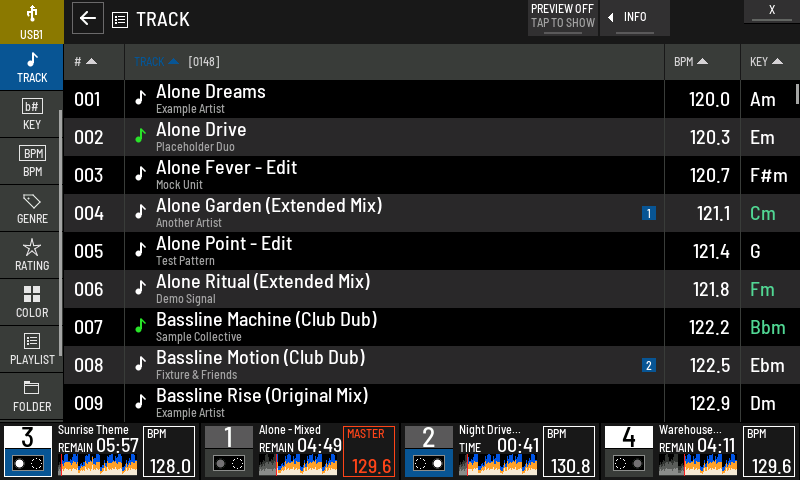 USB1
TRACK
PREVIEW OFF
TAP TO SHOW
INFO
X
TRACK
# TRACK [0148] BPM KEY
001 Alone Dreams 120.0 Am
Example Artist
002 Alone Drive 120.3 Em
Placeholder Duo
003 Alone Fever - Edit 120.7 F#m
Mock Unit
004 Alone Garden (Extended Mix) 1 121.1 Cm
Another Artist
005 Alone Point - Edit 121.4 G
Test Pattern
006 Alone Ritual (Extended Mix) 121.8 Fm
Demo Signal
007 Bassline Machine (Club Dub) 122.2 Bbm
Sample Collective
008 Bassline Motion (Club Dub) 2 122.5 Ebm
Fixture & Friends
009 Bassline Rise (Original Mix) 122.9 Dm
Example Artist
b#
KEY
BPM
BPM
GENRE
RATING
COLOR
PLAYLIST
FOLDER
3 Sunrise Theme BPM
REMAIN 05:57
128.0
1 Alone - Mixed MASTER
REMAIN 04:49
129.6
2 Night Drive... BPM
TIME 00:41
130.8
4 Warehouse... BPM
REMAIN 04:11
129.6